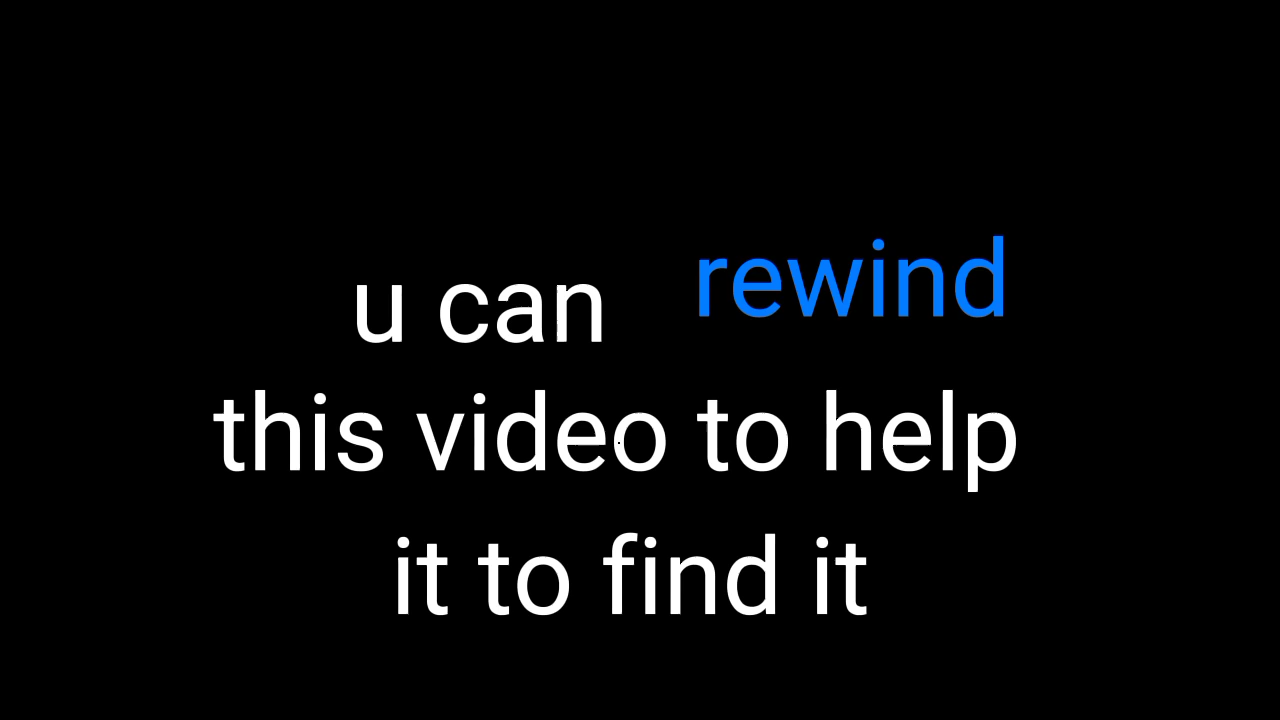 u can rewind
this video to help
it to find it